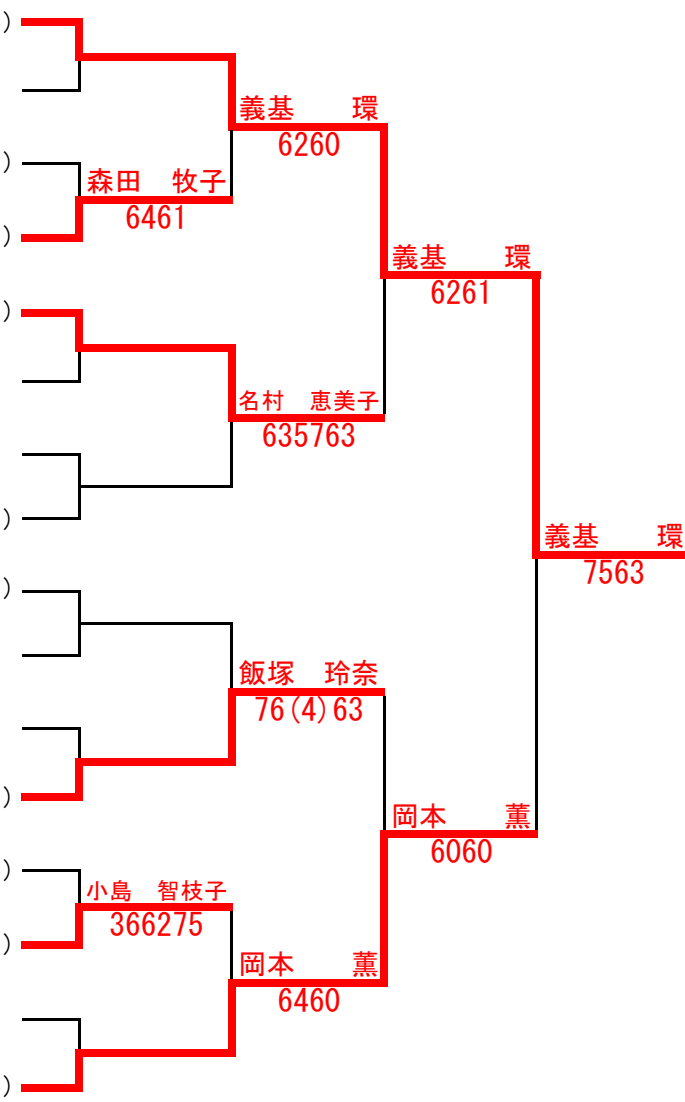 )
義基　環
6260
)
森田　牧子
6461
)
義基　環
6261
)
名村　恵美子
635763
)
義基　環
7563
)
飯塚　玲奈
76(4)63
)
岡本　薫
6060
)
小島　智枝子
366275
)
岡本　薫
6460
)